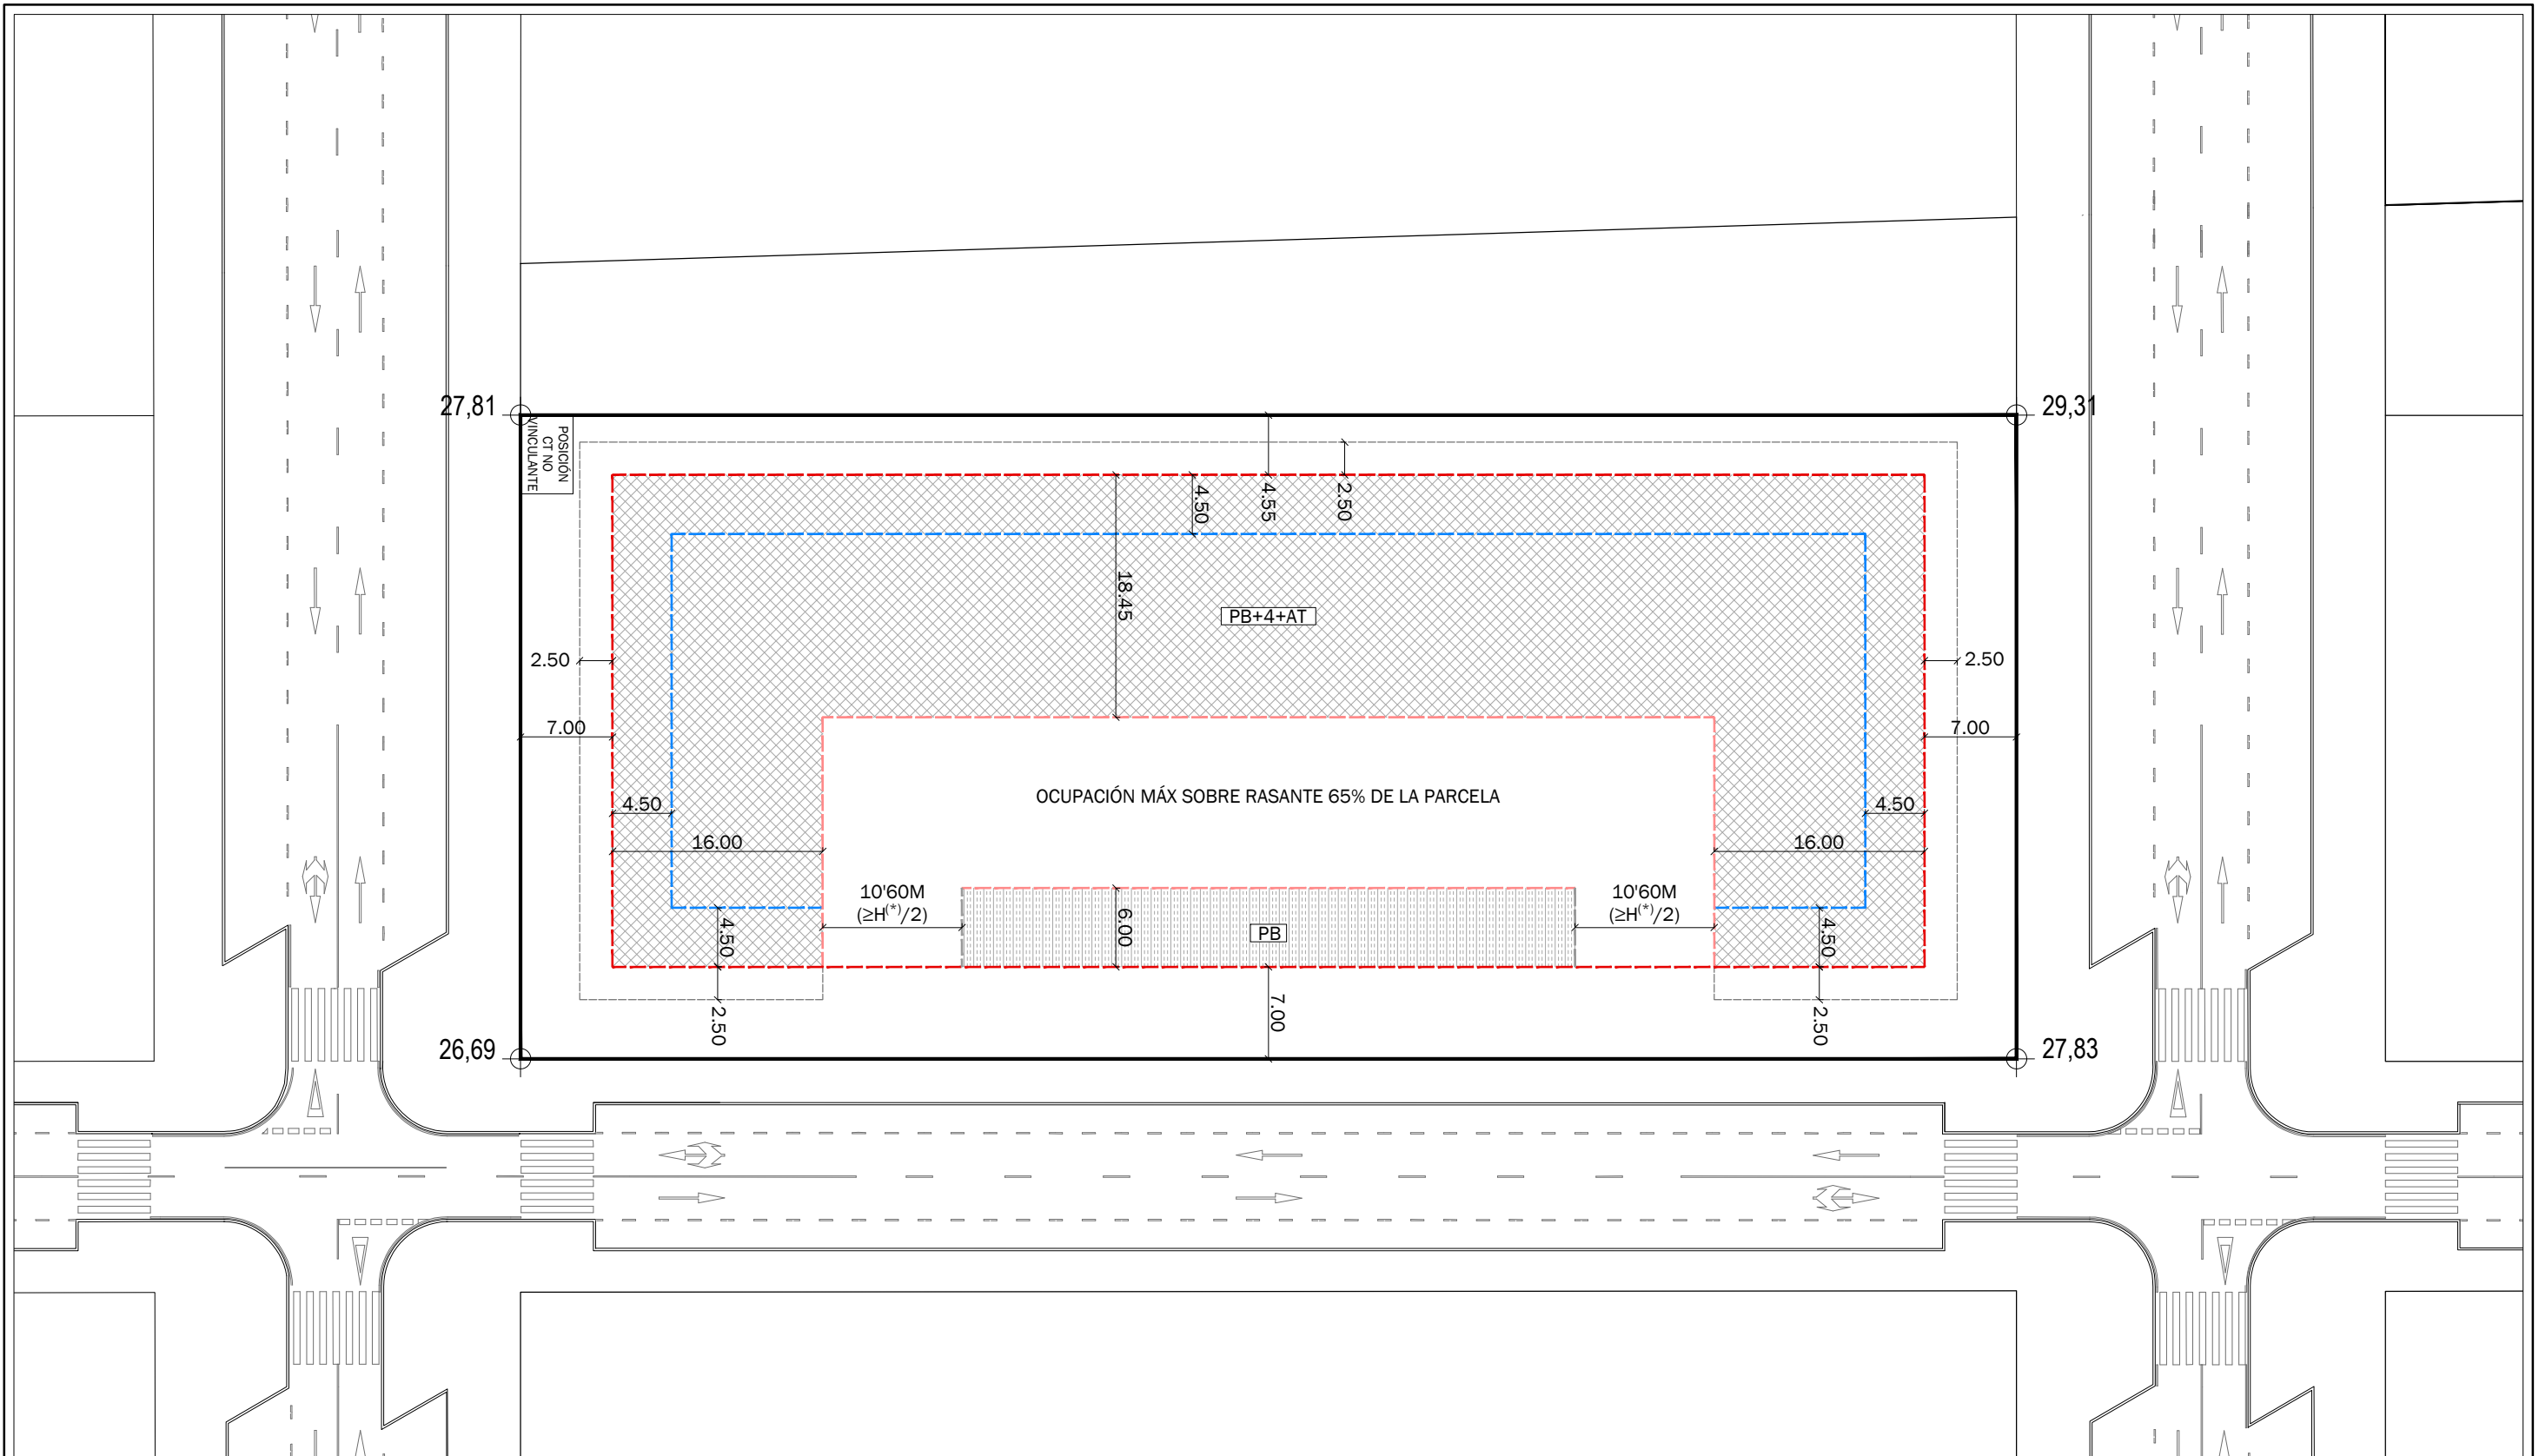 27,81
29,31
POSICIÓN
CT NO
VINCULANTE
4.50
4.55
2.50
18.45
PB+4+AT
2.50
2.50
7.00
7.00
OCUPACIÓN MÁX SOBRE RASANTE 65% DE LA PARCELA
4.50
4.50
16.00
16.00
10'60M
(≥H(*)/2)
10'60M
(≥H(*)/2)
4.50
6.00
PB
4.50
2.50
7.00
2.50
26,69
27,83